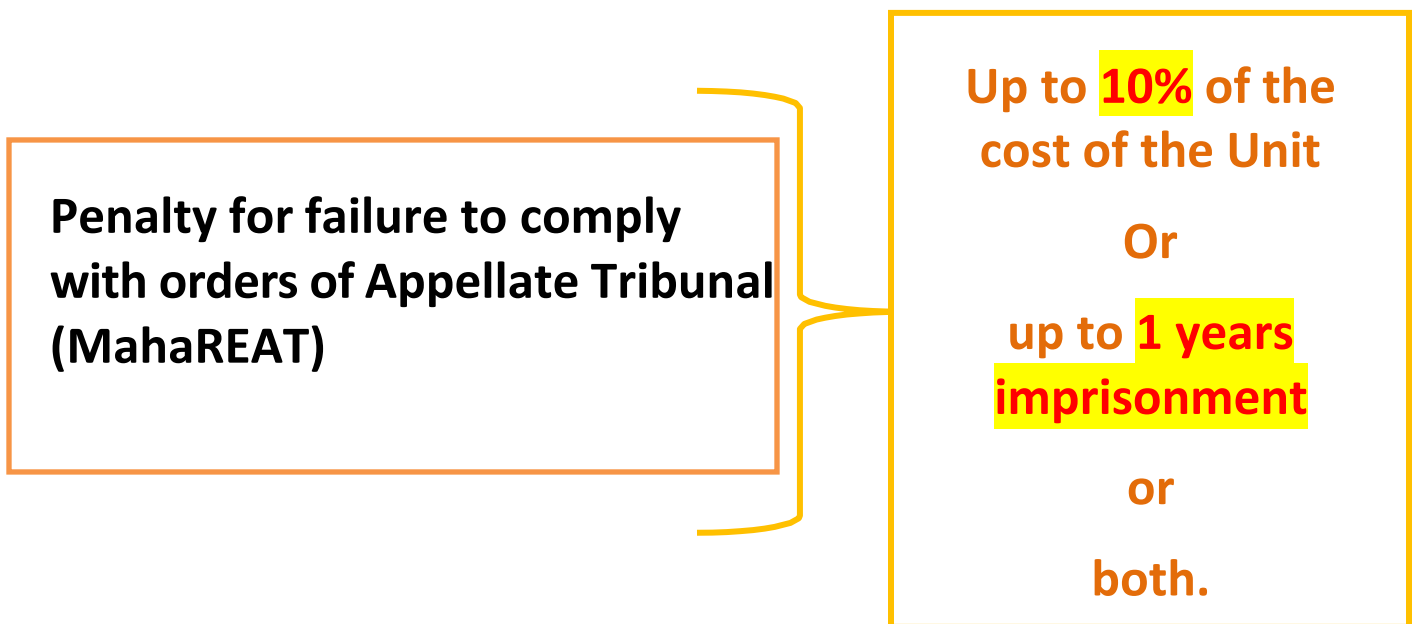 Penalty for failure to comply
with orders of Appellate Tribunal
(MahaREAT)
Up to 10% of the
cost of the Unit
Or
up to 1 years
imprisonment
or
both.